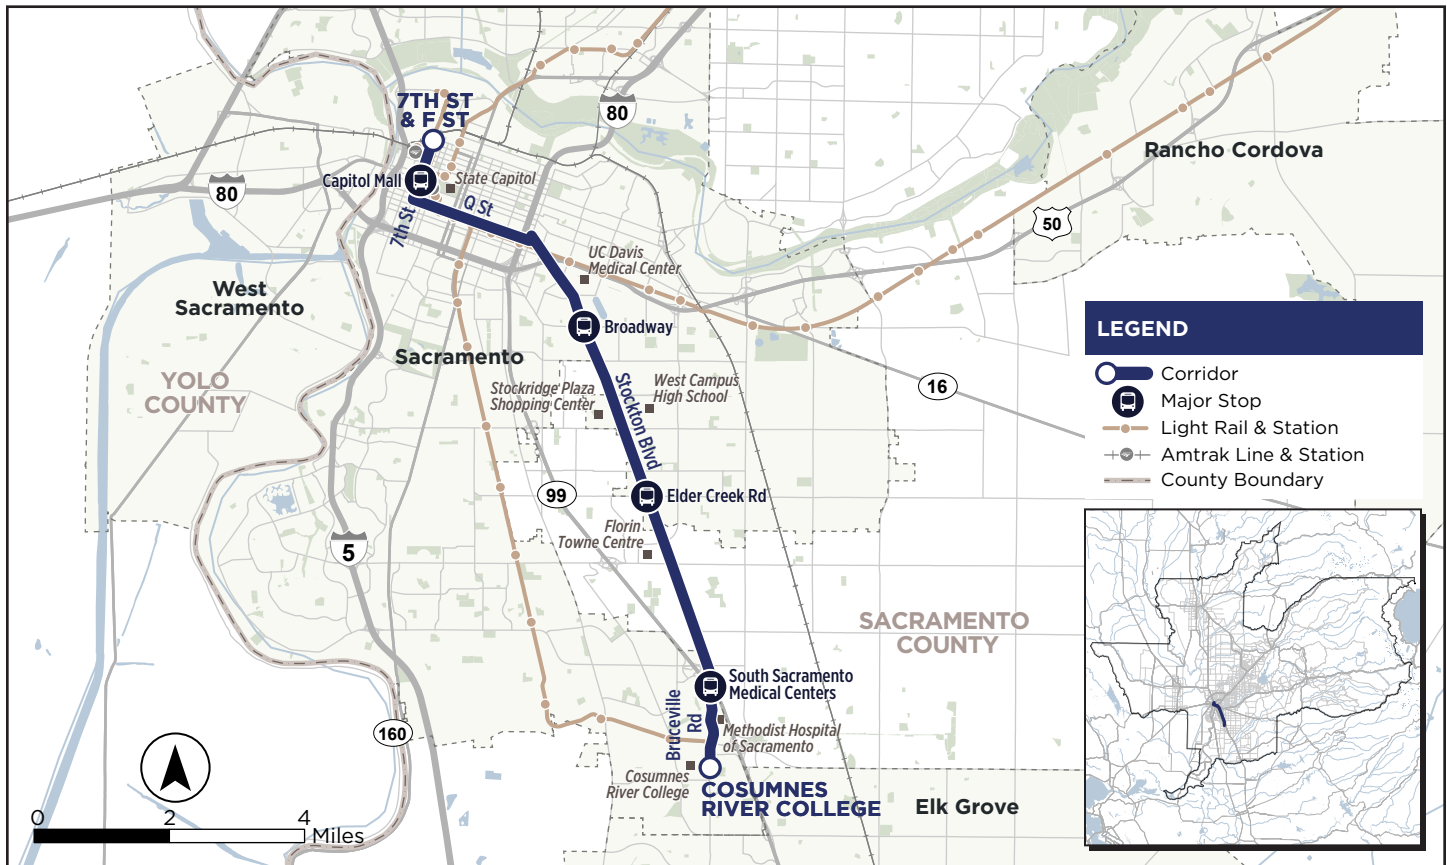 7TH ST
& F ST
80
Rancho Cordova
Capitol Mall
State Capitol
80
7th St
Q St
50
UC Davis
Medical Center
West
Sacramento
Broadway
Sacramento
YOLO
COUNTY
Stockridge Plaza
Shopping Center
West Campus
High School
Stockton Blvd
16
LEGEND
Corridor
Major Stop
Light Rail & Station
Amtrak Line & Station
County Boundary
99
Elder Creek Rd
Florin
Towne Centre
5
SACRAMENTO
COUNTY
South Sacramento
Medical Centers
Bruceville
Rd
160
Methodist Hospital
of Sacramento
Cosumnes
River College
COSUMNES
RIVER COLLEGE
Elk Grove
0
2
4
Miles